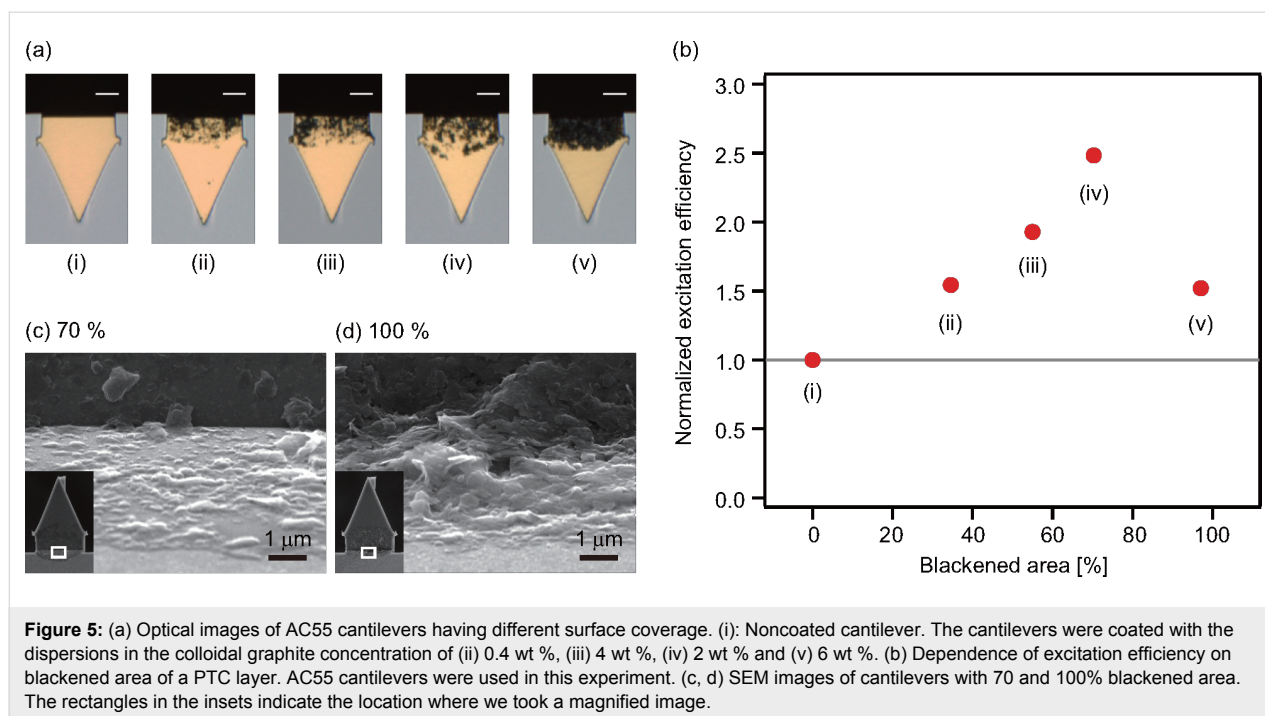 (a)
(i) (ii) (iii) (iv) (v)
(b)
3.0
2.5
2.0
1.5
1.0
0.5
0.0
Normalized excitation efficiency
(i)
(ii)
(iii)
(iv)
(v)
0 20 40 60 80 100
Blackened area [%]
(c) 70 %
1 μm
(d) 100 %
1 μm
Figure 5: (a) Optical images of AC55 cantilevers having different surface coverage. (i): Noncoated cantilever. The cantilevers were coated with the
dispersions in the colloidal graphite concentration of (ii) 0.4 wt %, (iii) 4 wt %, (iv) 2 wt % and (v) 6 wt %. (b) Dependence of excitation efficiency on
blackened area of a PTC layer. AC55 cantilevers were used in this experiment. (c, d) SEM images of cantilevers with 70 and 100% blackened area.
The rectangles in the insets indicate the location where we took a magnified image.